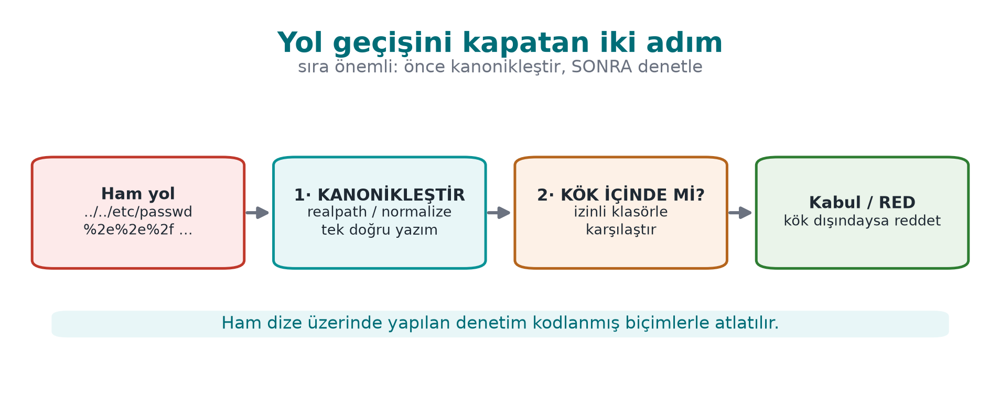 Yol geçişini kapatan iki adım
sıra önemli: önce kanonikleştir, SONRA denetle
Ham yol
../../etc/passwd
%2e%2e%2f ...
1· KANONİKLEŞTİR
realpath / normalize
tek doğru yazım
2· KÖK İÇİNDE Mİ?
izinli klasörle
karşılaştır
Kabul / RED
kök dışındaysa reddet
Ham dize üzerinde yapılan denetim kodlanmış biçimlerle atlatılır.